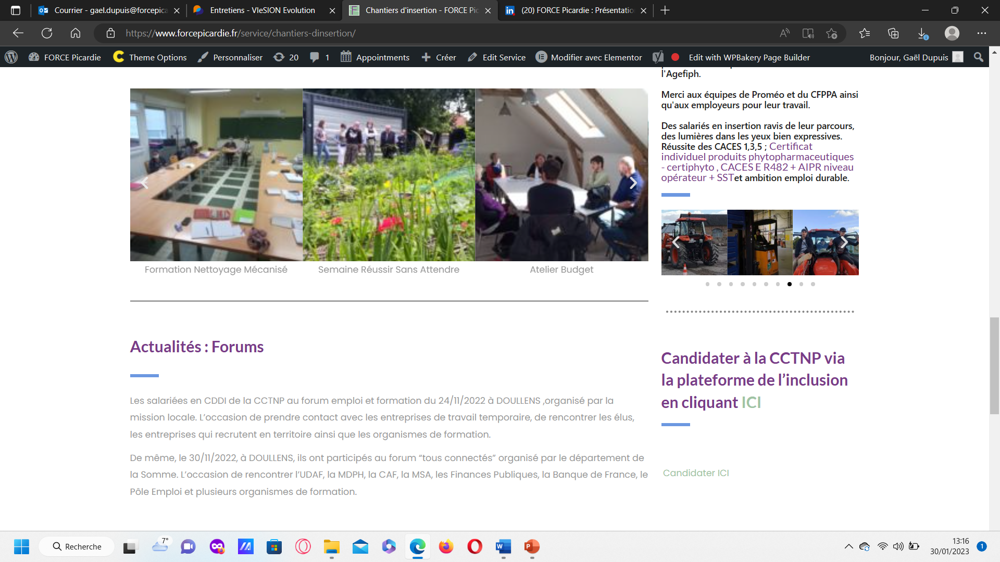 Courrier - gael.dupuis@forcepica
Entretiens - VIeSION Evolution
Chantiers d'insertion - FORCE Pic
(20) FORCE Picardie : Présentatio
https://www.forcepicardie.fr/service/chantiers-dinsertion/
FORCE Picardie
Theme Options
Personnaliser
20
1
Appointments
Créer
Edit Service
Modifier avec Elementor
Edit with WPBakery Page Builder
Bonjour, Gaël Dupuis
l'Agefiph.
Merci aux équipes de Proméo et du CFPPA ainsi
qu'aux employeurs pour leur travail.
Des salariés en insertion ravis de leur parcours,
des lumières dans les yeux bien expressives.
Réussite des CACES 1,3,5 ; Certificat
individuel produits phytopharmaceutiques
- certiphyto , CACES E R482 + AIPR niveau
opérateur + SSTet ambition emploi durable.
Formation Nettoyage Mécanisé
Semaine Réussir Sans Attendre
Atelier Budget
Actualités : Forums
Les salariées en CDDI de la CCTNP au forum emploi et formation du 24/11/2022 à DOULLENS ,organisé par la
mission locale. L’occasion de prendre contact avec les entreprises de travail temporaire, de rencontrer les élus,
les entreprises qui recrutent en territoire ainsi que les organismes de formation.
De même, le 30/11/2022, à DOULLENS, ils ont participés au forum “tous connectés” organisé par le département de
la Somme. L’occasion de rencontrer l’UDAF, la MDPH, la CAF, la MSA, les Finances Publiques, la Banque de France, le
Pôle Emploi et plusieurs organismes de formation.
Candidater à la CCTNP via
la plateforme de l’inclusion
en cliquant ICI
Candidater ICI
Recherche
7°
13:16
30/01/2023
1